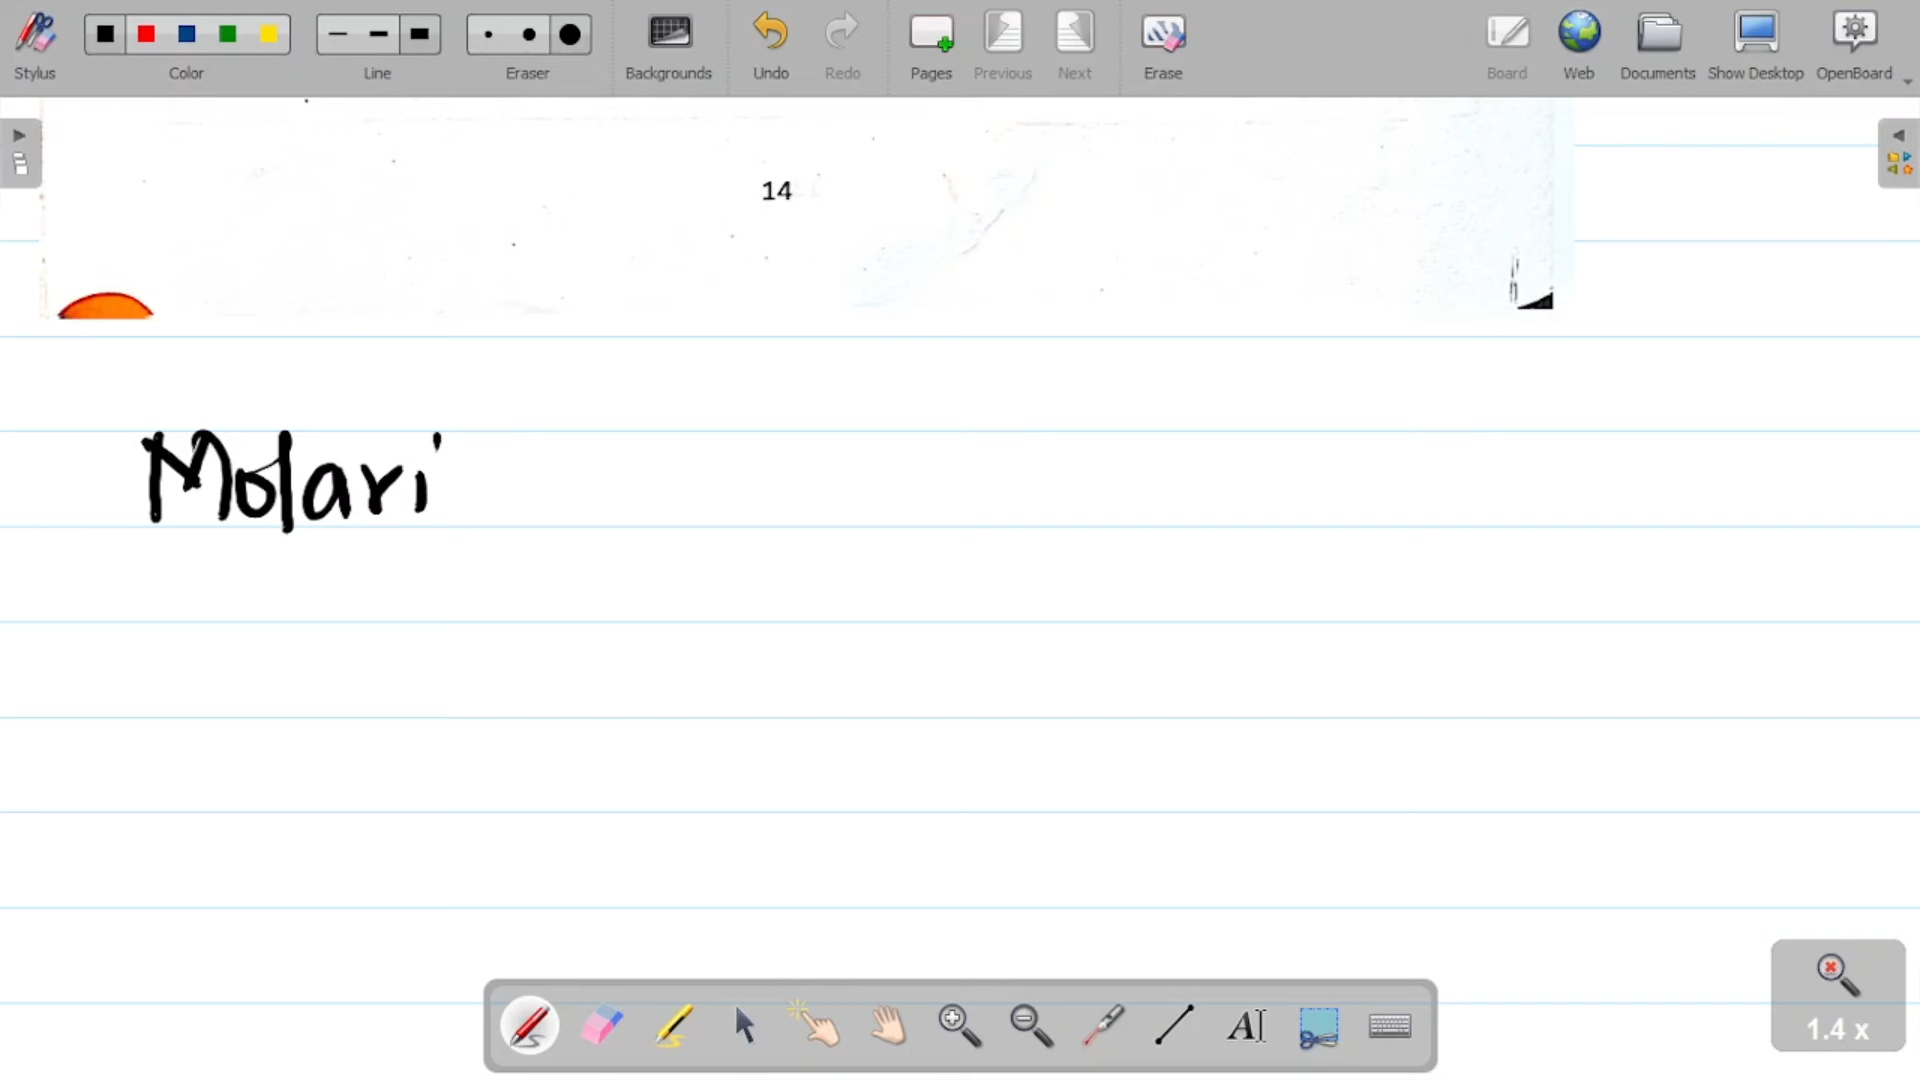 Stylus
Color
Line
Eraser
Backgrounds
Undo
Redo
Pages
Previous
Next
Erase
Board
Web
Documents
Show Desktop
OpenBoard
14
Molari
1.4 x